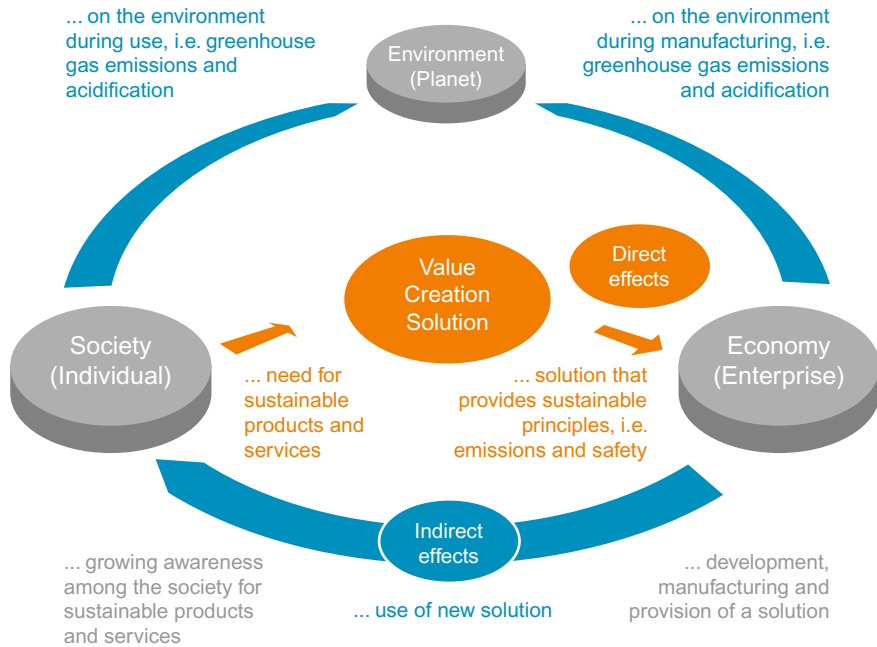 ... on the environment
during use, i.e. greenhouse
gas emissions and
acidification
Environment
(Planet)
... on the environment
during manufacturing, i.e.
greenhouse gas emissions
and acidification
Value
Creation
Solution
Direct
effects
Society
(Individual)
Economy
(Enterprise)
... need for
sustainable
products and
services
... solution that
provides sustainable
principles, i.e.
emissions and safety
Indirect
effects
... growing awareness
among the society for
sustainable products
and services
... use of new solution
... development,
manufacturing and
provision of a solution